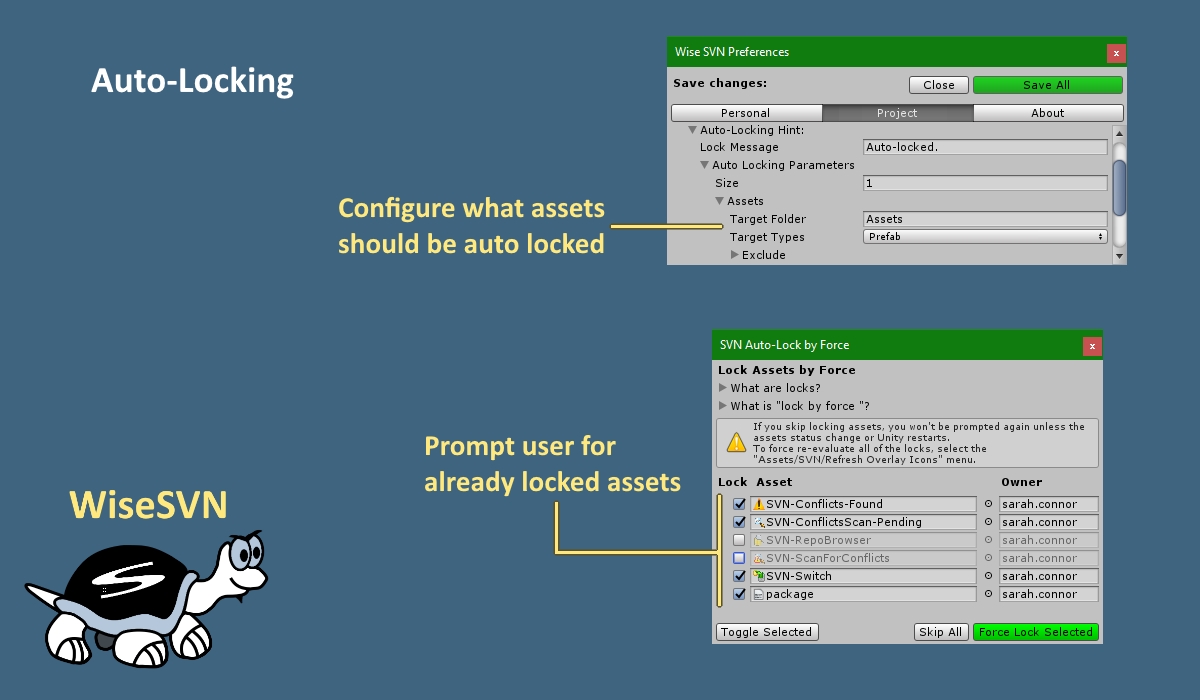 Auto-Locking
Wise SVN Preferences
x
Save changes:
Close
Save All
Personal
Project
About
Auto-Locking Hint:
Lock Message
Auto-locked.
Auto Locking Parameters
Size
1
Assets
Target Folder
Assets
Target Types
Prefab
Exclude
Configure what assets
should be auto locked
SVN Auto-Lock by Force
x
Lock Assets by Force
What are locks?
What is "lock by force "?
If you skip locking assets, you won't be prompted again unless the
assets status change or Unity restarts.
To force re-evaluate all of the locks, select the
"Assets/SVN/Refresh Overlay Icons" menu.
Lock Asset Owner
SVN-Conflicts-Found sarah.connor
SVN-ConflictsScan-Pending sarah.connor
SVN-RepoBrowser sarah.connor
SVN-ScanForConflicts sarah.connor
SVN-Switch sarah.connor
package sarah.connor
Toggle Selected
Skip All
Force Lock Selected
Prompt user for
already locked assets
WiseSVN